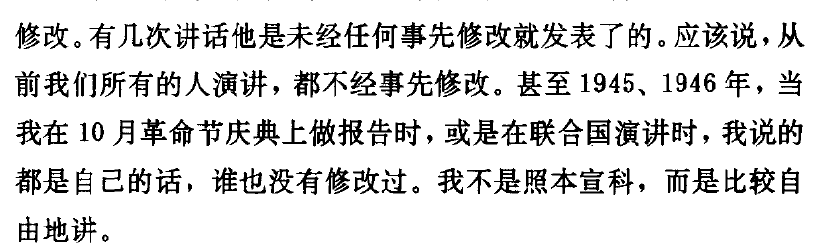 修改。有几次讲话他是未经任何事先修改就发表了的。应该说，从
前我们所有的人演讲，都不经事先修改。甚至1945、1946年，当
我在10月革命节庆典上做报告时，或是在联合国演讲时，我说的
都是自己的话，谁也没有修改过。我不是照本宣科，而是比较自
由地讲。